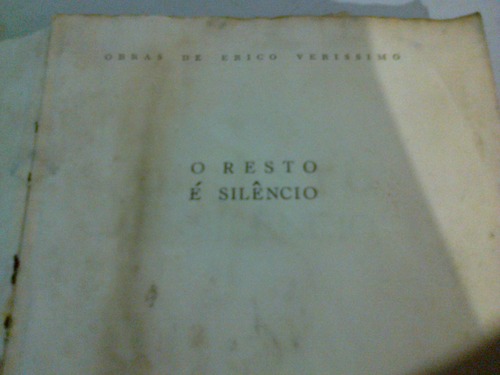 OBRAS DE ERICO VERISSIMO
O RESTO
É SILÊNCIO